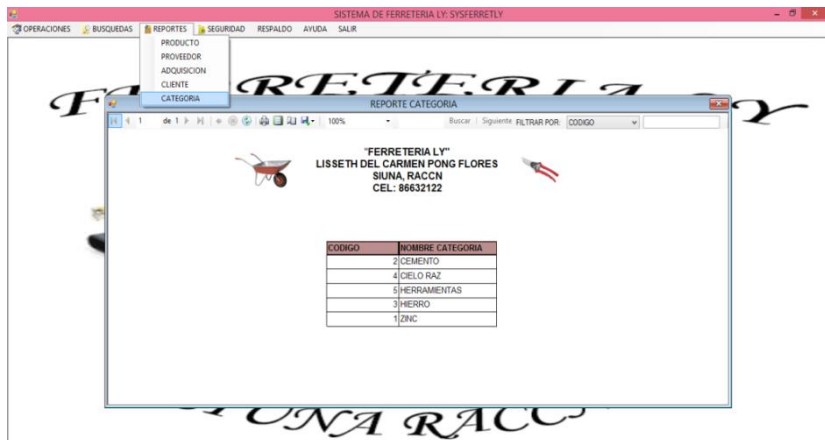 SISTEMA DE FERRETERIA LY: SYSFERRETLY
OPERACIONES BUSQUEDAS REPORTES SEGURIDAD RESPALDO AYUDA SALIR
PRODUCTO
PROVEEDOR
ADQUISICION
CLIENTE
CATEGORIA
REPORTE CATEGORIA
1 de 1 100% Buscar | Siguiente FILTRAR POR: CODIGO
"FERRETERIA LY"
LISSETH DEL CARMEN PONG FLORES
SIUNA, RACCN
CEL: 86632122
CODIGO NOMBRE CATEGORIA
2 CEMENTO
4 CIELO RAZ
5 HERRAMIENTAS
3 HIERRO
1 ZINC